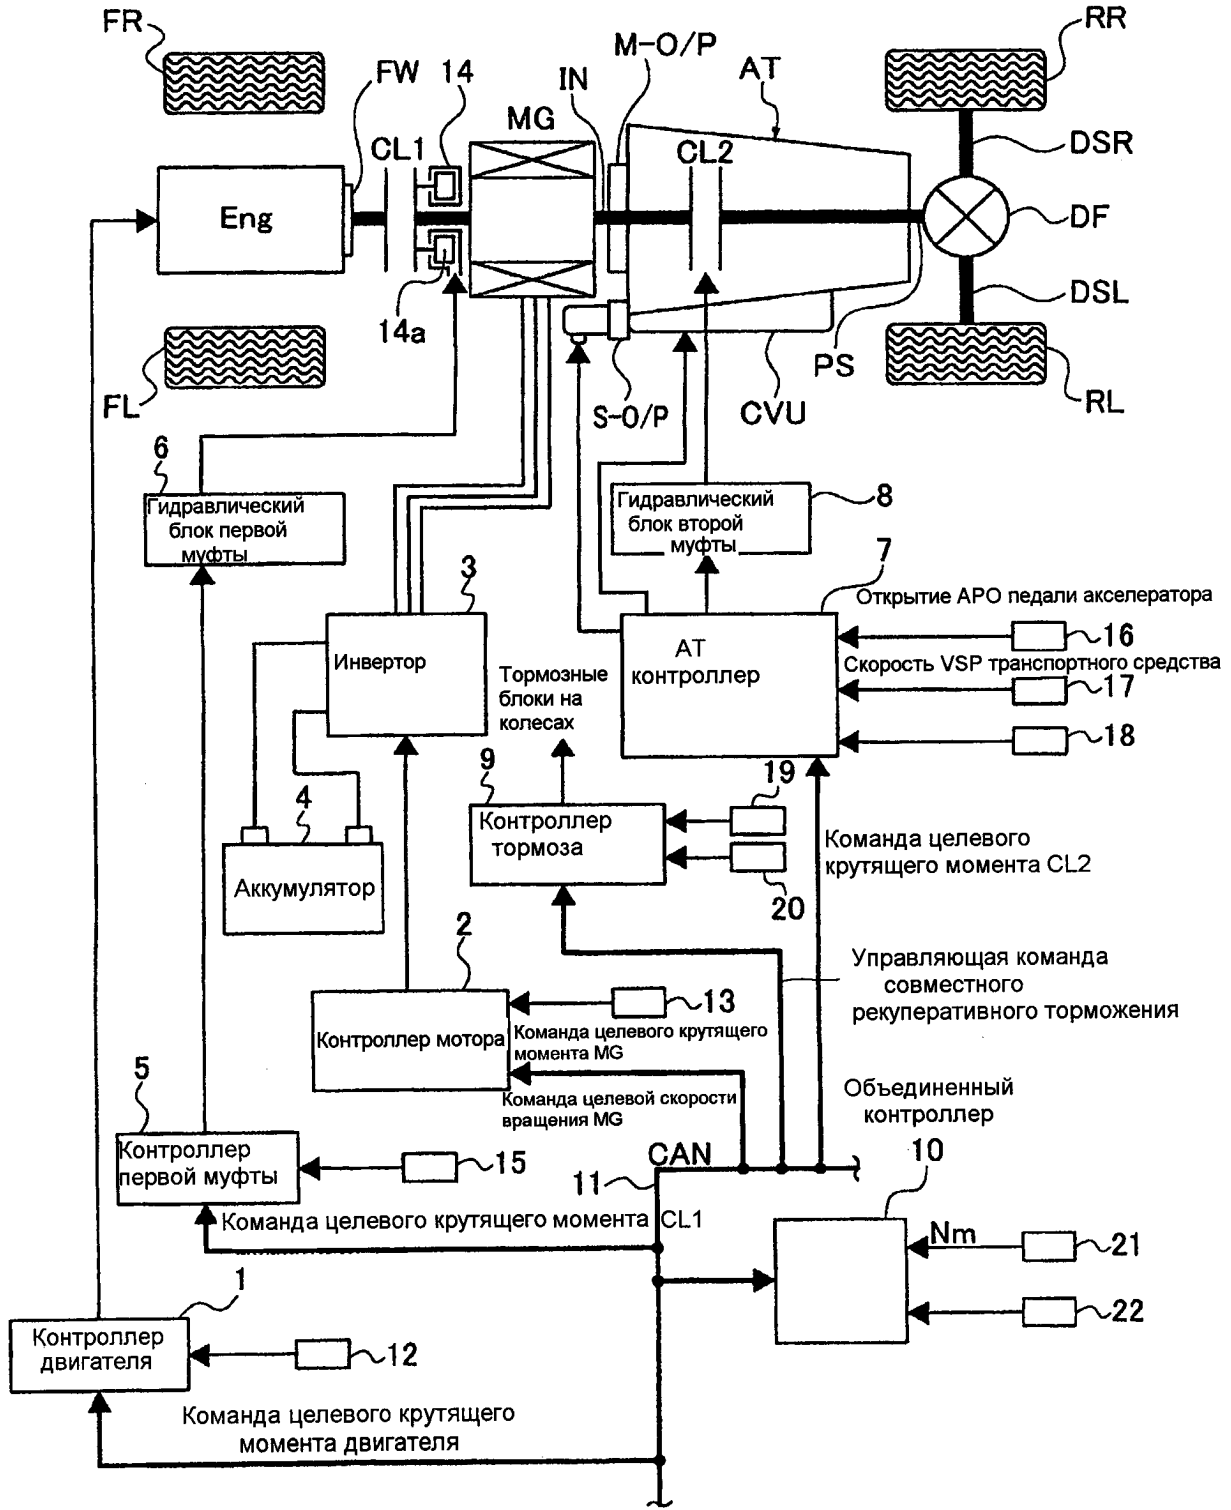 FR
RR
M-O/P
FW
14
IN
AT
MG
CL1
CL2
DSR
Eng
DF
14a
DSL
PS
FL
S-O/P
CVU
RL
6
8
Гидравлический
блок первой
муфты
Гидравлический
блок второй
муфты
3
7
Открытие APO педали акселератора
16
Инвертор
АТ
контроллер
Скорость VSP транспортного средства
17
Тормозные
блоки на
колесах
18
9
19
4
Контроллер
тормоза
Команда целевого
крутящего момента CL2
Аккумулятор
20
2
Управляющая команда
совместного
рекуперативного торможения
13
Контроллер мотора
Команда целевого крутящего
момента MG
5
Команда целевой скорости
вращения MG
Объединенный
контроллер
Контроллер
первой муфты
15
CAN
11
10
Команда целевого крутящего момента CL1
Nm
21
1
22
Контроллер
двигателя
12
Команда целевого крутящего
момента двигателя